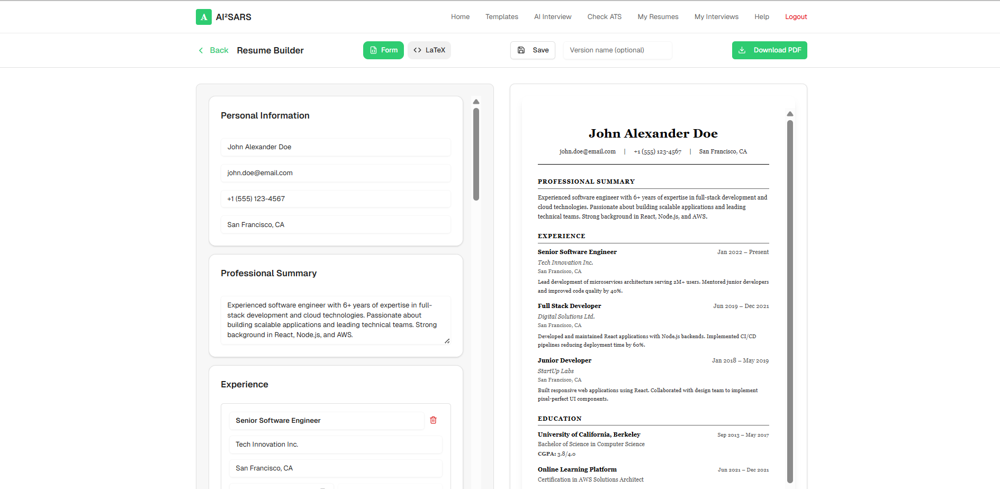 A AI²SARS
Home Templates AI Interview Check ATS My Resumes My Interviews Help Logout
Back Resume Builder Form LaTeX Save Version name (optional) Download PDF
Personal Information
John Alexander Doe
john.doe@email.com
+1 (555) 123-4567
San Francisco, CA
Professional Summary
Experienced software engineer with 6+ years of expertise in full-
stack development and cloud technologies. Passionate about
building scalable applications and leading technical teams. Strong
background in React, Node.js, and AWS.
Experience
Senior Software Engineer
Tech Innovation Inc.
San Francisco, CA
John Alexander Doe
john.doe@email.com | +1 (555) 123-4567 | San Francisco, CA
PROFESSIONAL SUMMARY
Experienced software engineer with 6+ years of expertise in full-stack development and
cloud technologies. Passionate about building scalable applications and leading
technical teams. Strong background in React, Node.js, and AWS.
EXPERIENCE
Senior Software Engineer Jan 2022 – Present
Tech Innovation Inc.
San Francisco, CA
Lead development of microservices architecture serving 2M+ users. Mentored junior developers
and improved code quality by 40%.
Full Stack Developer Jun 2019 – Dec 2021
Digital Solutions Ltd.
San Francisco, CA
Developed and maintained React applications with Node.js backends. Implemented CI/CD
pipelines reducing deployment time by 60%.
Junior Developer Jan 2018 – May 2019
StartUp Labs
San Francisco, CA
Built responsive web applications using React. Collaborated with design team to implement
pixel-perfect UI components.
EDUCATION
University of California, Berkeley Sep 2013 – May 2017
Bachelor of Science in Computer Science
CGPA: 3.8/4.0
Online Learning Platform Jun 2021 – Dec 2021
Certification in AWS Solutions Architect